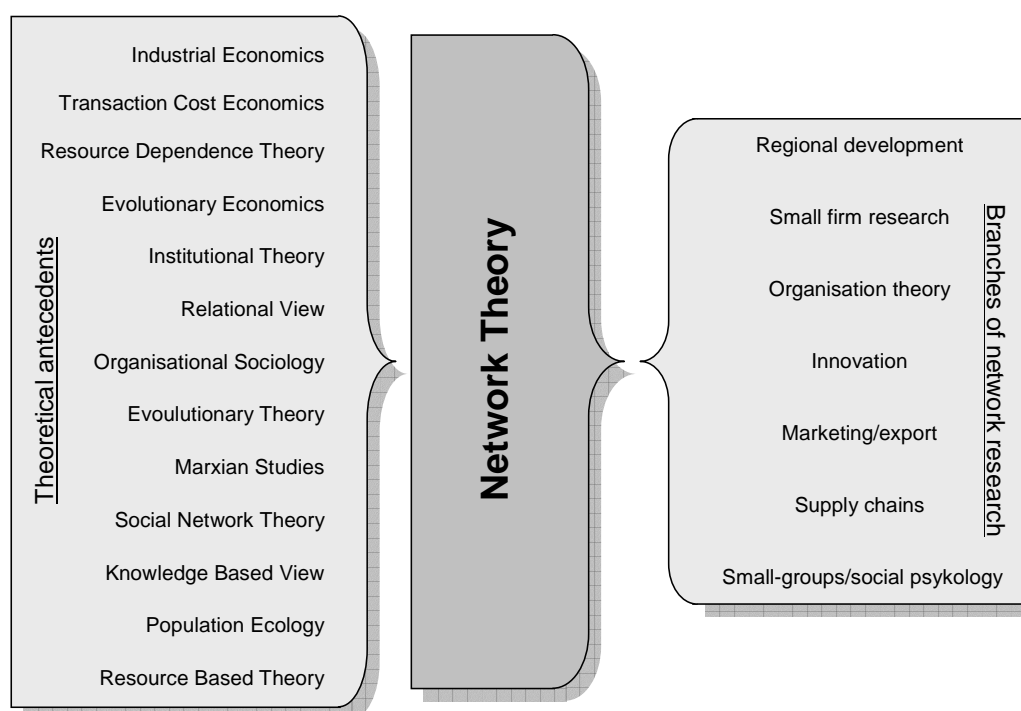 Theoretical antecedents
Industrial Economics
Transaction Cost Economics
Resource Dependence Theory
Evolutionary Economics
Institutional Theory
Relational View
Organisational Sociology
Evoulutionary Theory
Marxian Studies
Social Network Theory
Knowledge Based View
Population Ecology
Resource Based Theory
Network Theory
Regional development
Small firm research
Organisation theory
Innovation
Marketing/export
Supply chains
Small-groups/social psykology
Branches of network research